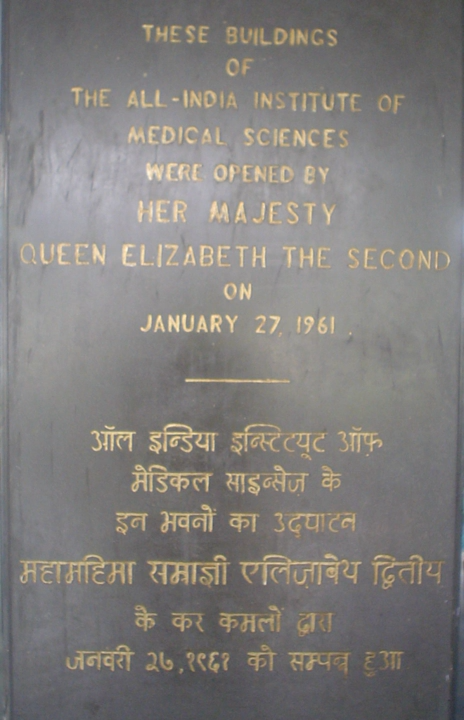 THESE BUILDINGS
OF
THE ALL-INDIA INSTITUTE OF
MEDICAL SCIENCES
WERE OPENED BY
HER MAJESTY
QUEEN ELIZABETH THE SECOND
ON
JANUARY 27, 1961.
ऑल इन्डिया इन्स्टिटयूट ऑफ़
मेडिकल साइन्सेज़ के
इन भवनों का उद्घाटन
महामहिमा सम्राज्ञी एलिज़ाबेथ द्वितीय
के कर कमलों द्वारा
जनवरी २७,१९६१ को सम्पन्न हुआ